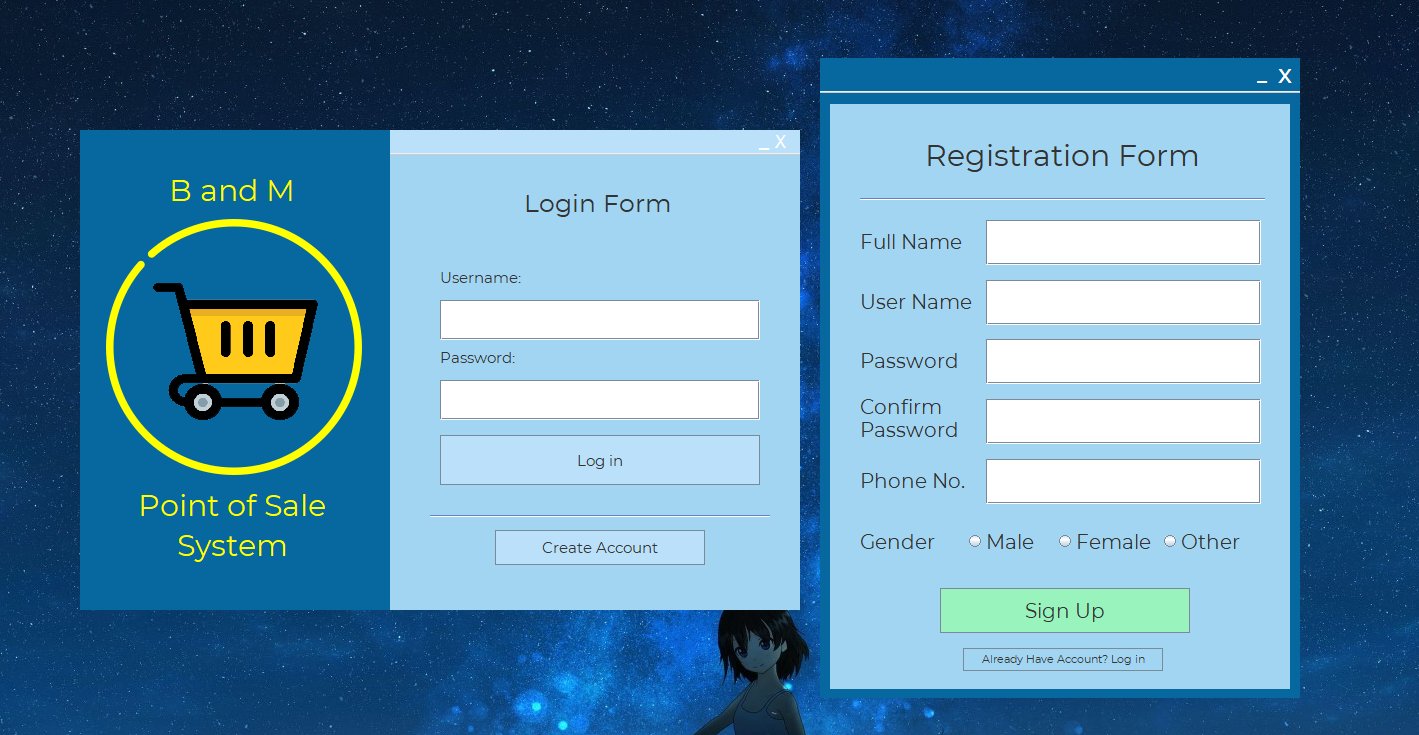 B and M
Point of Sale
System
_ X
Login Form
Username:
Password:
Log in
Create Account
_ X
Registration Form
Full Name
User Name
Password
Confirm
Password
Phone No.
Gender Male Female Other
Sign Up
Already Have Account? Log in